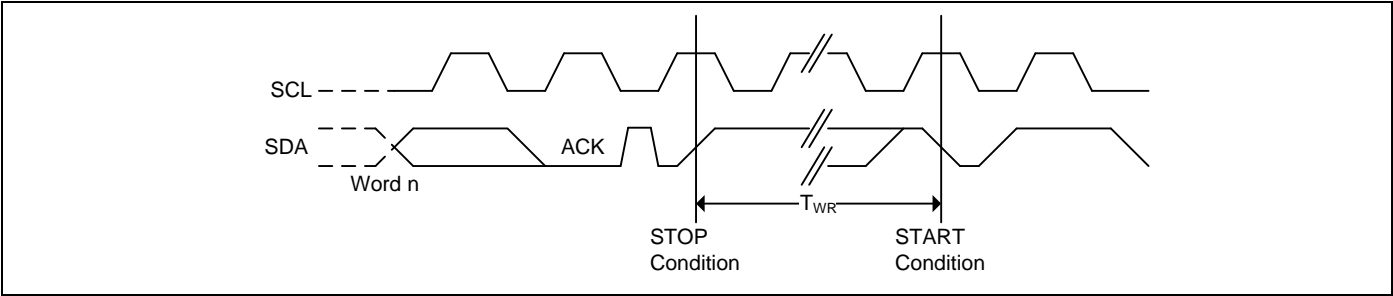 SCL
SDA
ACK
Word n
TWR
STOP
Condition
START
Condition